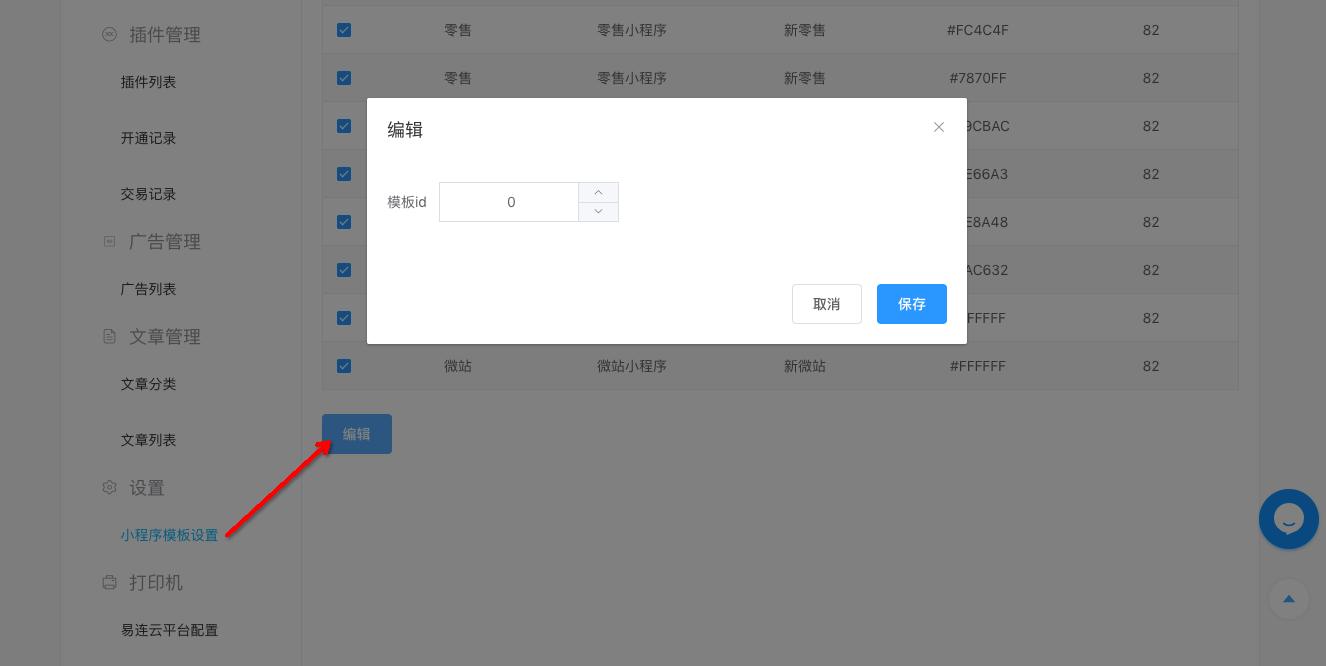 插件管理
插件列表
开通记录
交易记录
广告管理
广告列表
文章管理
文章分类
文章列表
设置
小程序模板设置
打印机
易连云平台配置
零售 零售小程序 新零售 #FC4C4F 82
零售 零售小程序 新零售 #7870FF 82
9CBAC 82
E66A3 82
E8A48 82
AC632 82
FFFFF 82
微站 微站小程序 新微站 #FFFFFF 82
编辑
编辑
模板id 0
取消 保存